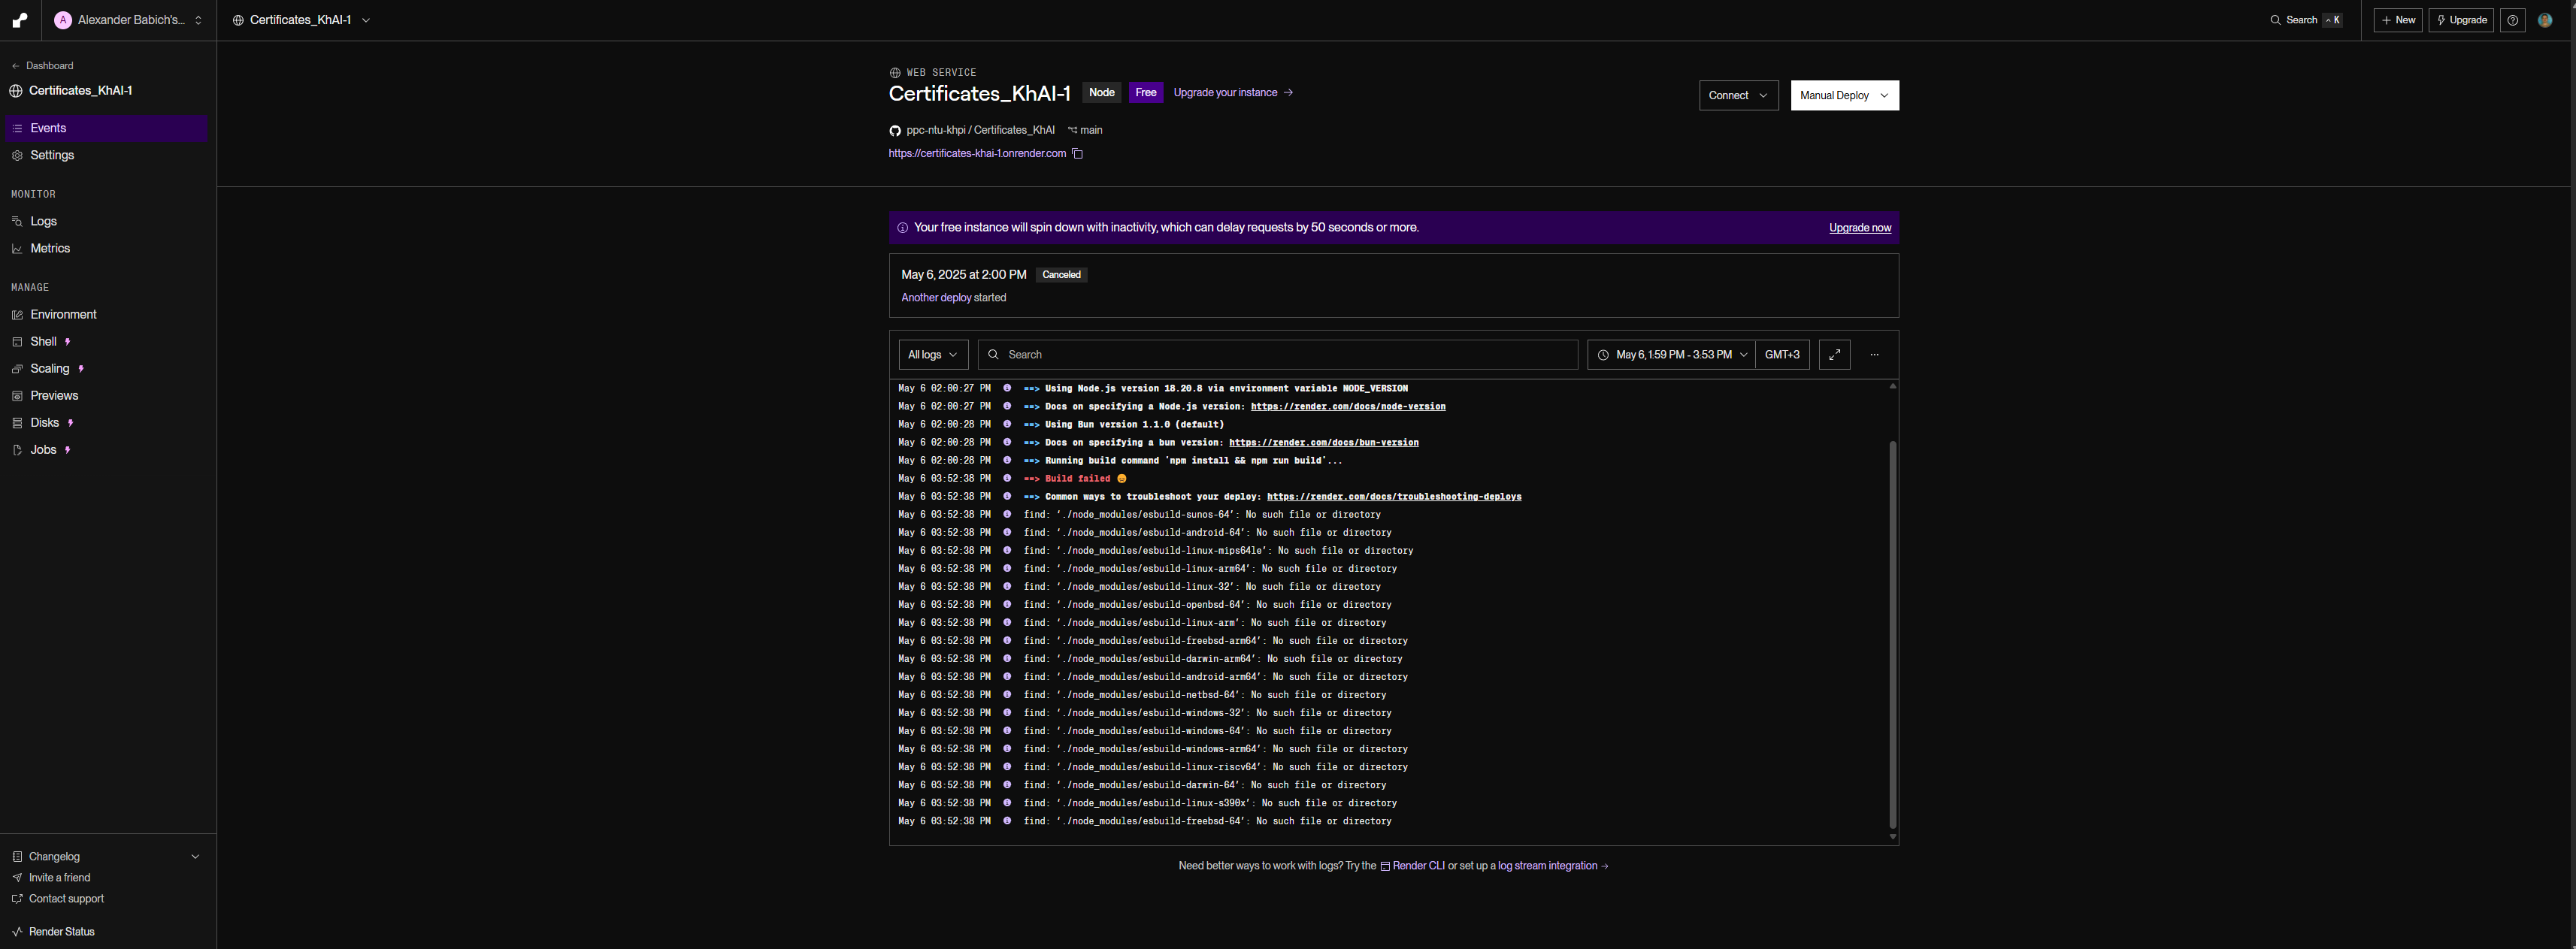 A Alexander Babich's...
Certificates_KhAI-1
Search
K
New
Upgrade
Dashboard
Certificates_KhAI-1
Events
Settings
MONITOR
Logs
Metrics
MANAGE
Environment
Shell
Scaling
Previews
Disks
Jobs
Changelog
Invite a friend
Contact support
Render Status
WEB SERVICE
Certificates_KhAI-1 Node Free Upgrade your instance →
ppc-ntu-khpi / Certificates_KhAI main
https://certificates-khai-1.onrender.com
Connect
Manual Deploy
Your free instance will spin down with inactivity, which can delay requests by 50 seconds or more. Upgrade now
May 6, 2025 at 2:00 PM Canceled
Another deploy started
All logs Search May 6, 1:59 PM - 3:53 PM GMT+3 ...
May 6 02:00:27 PM ==> Using Node.js version 18.20.8 via environment variable NODE_VERSION
May 6 02:00:27 PM ==> Docs on specifying a Node.js version: https://render.com/docs/node-version
May 6 02:00:28 PM ==> Using Bun version 1.1.0 (default)
May 6 02:00:28 PM ==> Docs on specifying a bun version: https://render.com/docs/bun-version
May 6 02:00:28 PM ==> Running build command 'npm install && npm run build'...
May 6 03:52:38 PM ==> Build failed 😞
May 6 03:52:38 PM ==> Common ways to troubleshoot your deploy: https://render.com/docs/troubleshooting-deploys
May 6 03:52:38 PM find: ‘./node_modules/esbuild-sunos-64’: No such file or directory
May 6 03:52:38 PM find: ‘./node_modules/esbuild-android-64’: No such file or directory
May 6 03:52:38 PM find: ‘./node_modules/esbuild-linux-mips64le’: No such file or directory
May 6 03:52:38 PM find: ‘./node_modules/esbuild-linux-arm64’: No such file or directory
May 6 03:52:38 PM find: ‘./node_modules/esbuild-linux-32’: No such file or directory
May 6 03:52:38 PM find: ‘./node_modules/esbuild-openbsd-64’: No such file or directory
May 6 03:52:38 PM find: ‘./node_modules/esbuild-linux-arm’: No such file or directory
May 6 03:52:38 PM find: ‘./node_modules/esbuild-freebsd-arm64’: No such file or directory
May 6 03:52:38 PM find: ‘./node_modules/esbuild-darwin-arm64’: No such file or directory
May 6 03:52:38 PM find: ‘./node_modules/esbuild-android-arm64’: No such file or directory
May 6 03:52:38 PM find: ‘./node_modules/esbuild-netbsd-64’: No such file or directory
May 6 03:52:38 PM find: ‘./node_modules/esbuild-windows-32’: No such file or directory
May 6 03:52:38 PM find: ‘./node_modules/esbuild-windows-64’: No such file or directory
May 6 03:52:38 PM find: ‘./node_modules/esbuild-windows-arm64’: No such file or directory
May 6 03:52:38 PM find: ‘./node_modules/esbuild-linux-riscv64’: No such file or directory
May 6 03:52:38 PM find: ‘./node_modules/esbuild-darwin-64’: No such file or directory
May 6 03:52:38 PM find: ‘./node_modules/esbuild-linux-s390x’: No such file or directory
May 6 03:52:38 PM find: ‘./node_modules/esbuild-freebsd-64’: No such file or directory
Need better ways to work with logs? Try the Render CLI or set up a log stream integration →